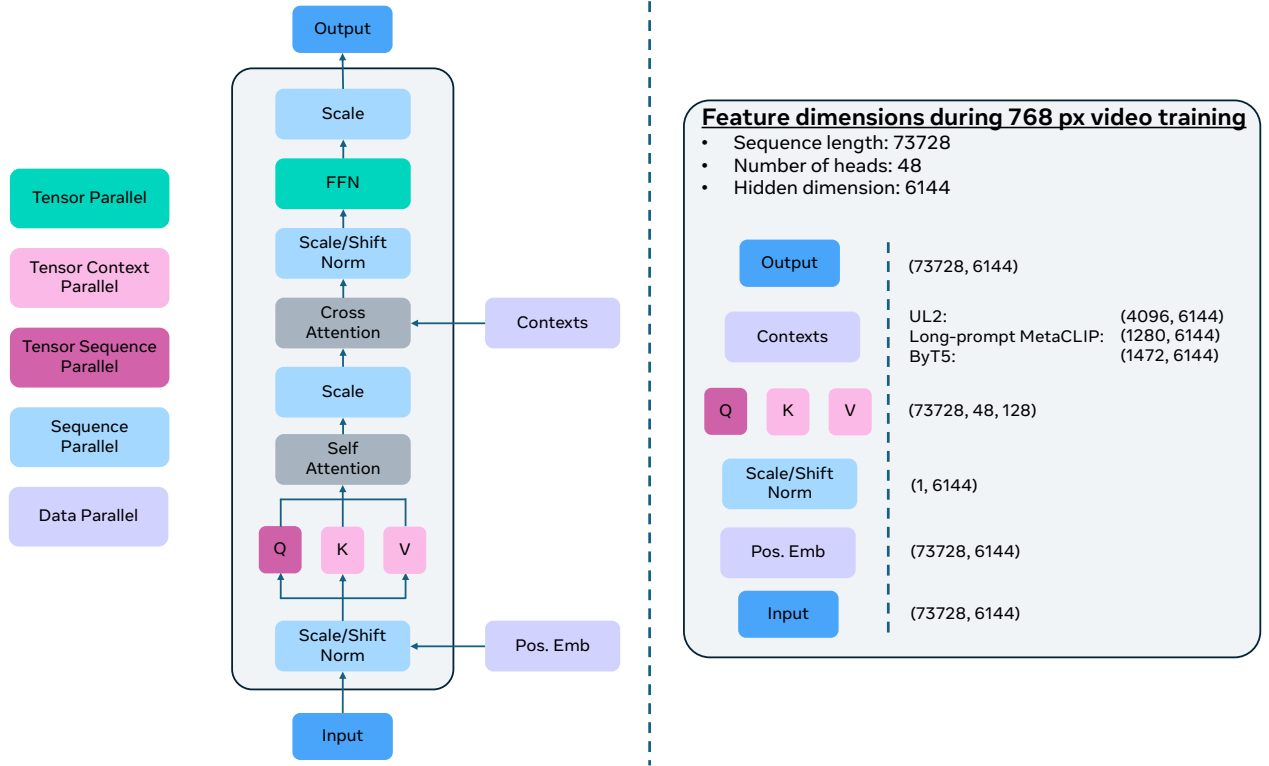 Output
Scale
FFN
Scale/Shift
Norm
Cross
Attention
Contexts
Scale
Self
Attention
Q
K
V
Scale/Shift
Norm
Pos. Emb
Input
Tensor Parallel
Tensor Context
Parallel
Tensor Sequence
Parallel
Sequence
Parallel
Data Parallel
Feature dimensions during 768 px video training
• Sequence length: 73728
• Number of heads: 48
• Hidden dimension: 6144
Output (73728, 6144)
Contexts
UL2: (4096, 6144)
Long-prompt MetaCLIP: (1280, 6144)
ByT5: (1472, 6144)
Q K V (73728, 48, 128)
Scale/Shift
Norm
(1, 6144)
Pos. Emb (73728, 6144)
Input (73728, 6144)